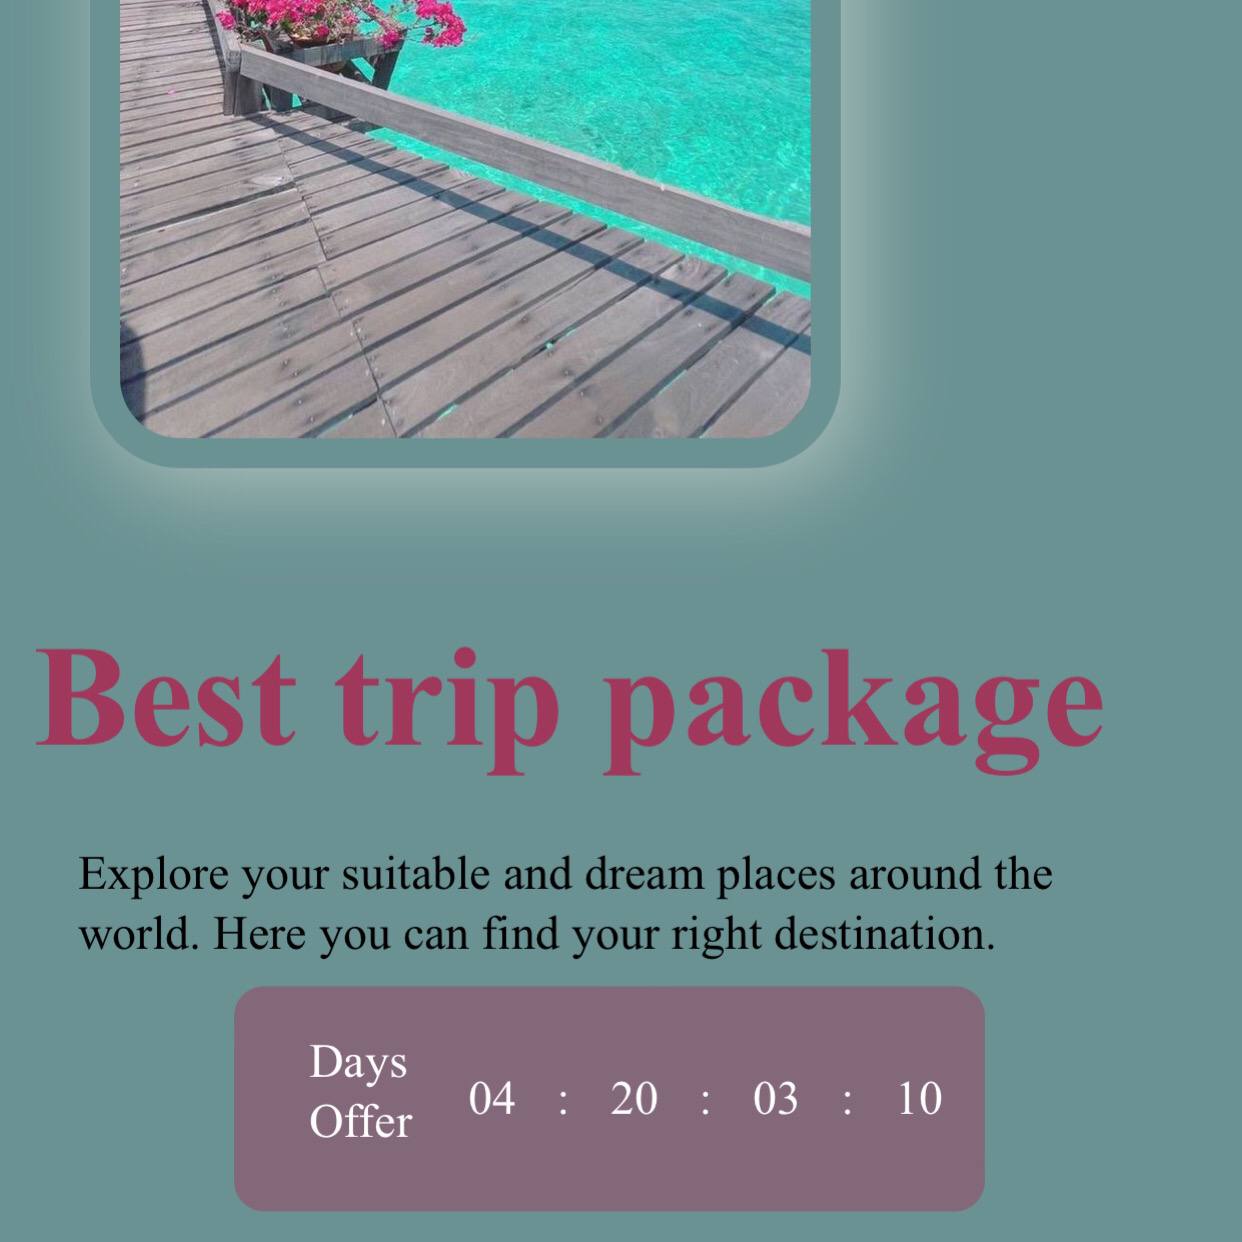 Best trip package
Explore your suitable and dream places around the
world. Here you can find your right destination.
Days
Offer
04 : 20 : 03 : 10